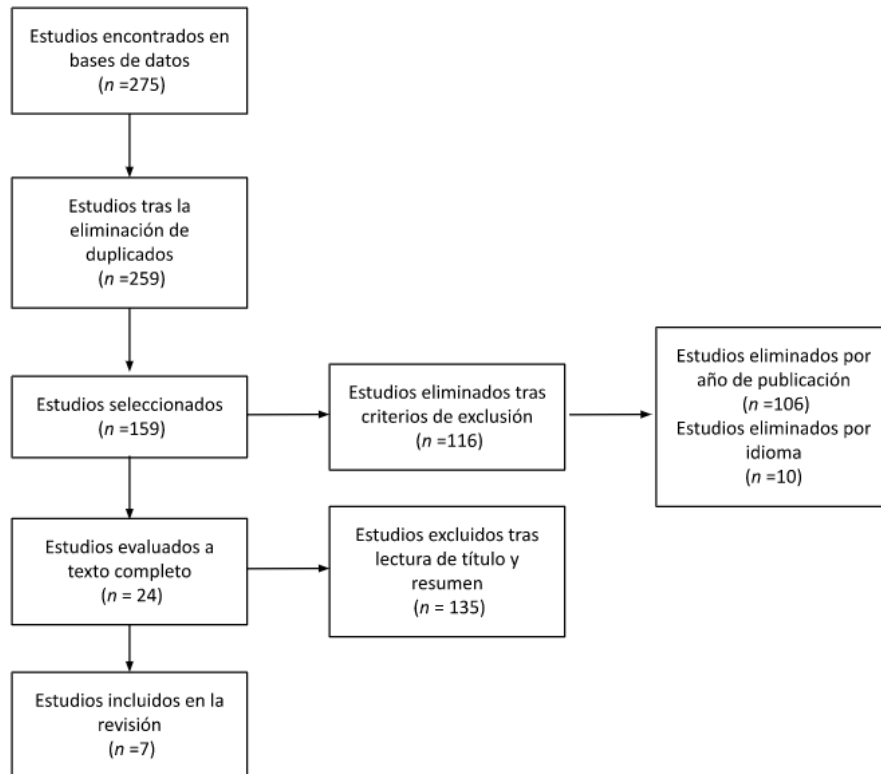 Estudios encontrados en
bases de datos
(n =275)
Estudios tras la
eliminación de
duplicados
(n =259)
Estudios seleccionados
(n =159)
Estudios eliminados tras
criterios de exclusión
(n =116)
Estudios eliminados por
año de publicación
(n =106)
Estudios eliminados por
idioma
(n =10)
Estudios evaluados a
texto completo
(n = 24)
Estudios excluidos tras
lectura de título y
resumen
(n = 135)
Estudios incluidos en la
revisión
(n =7)